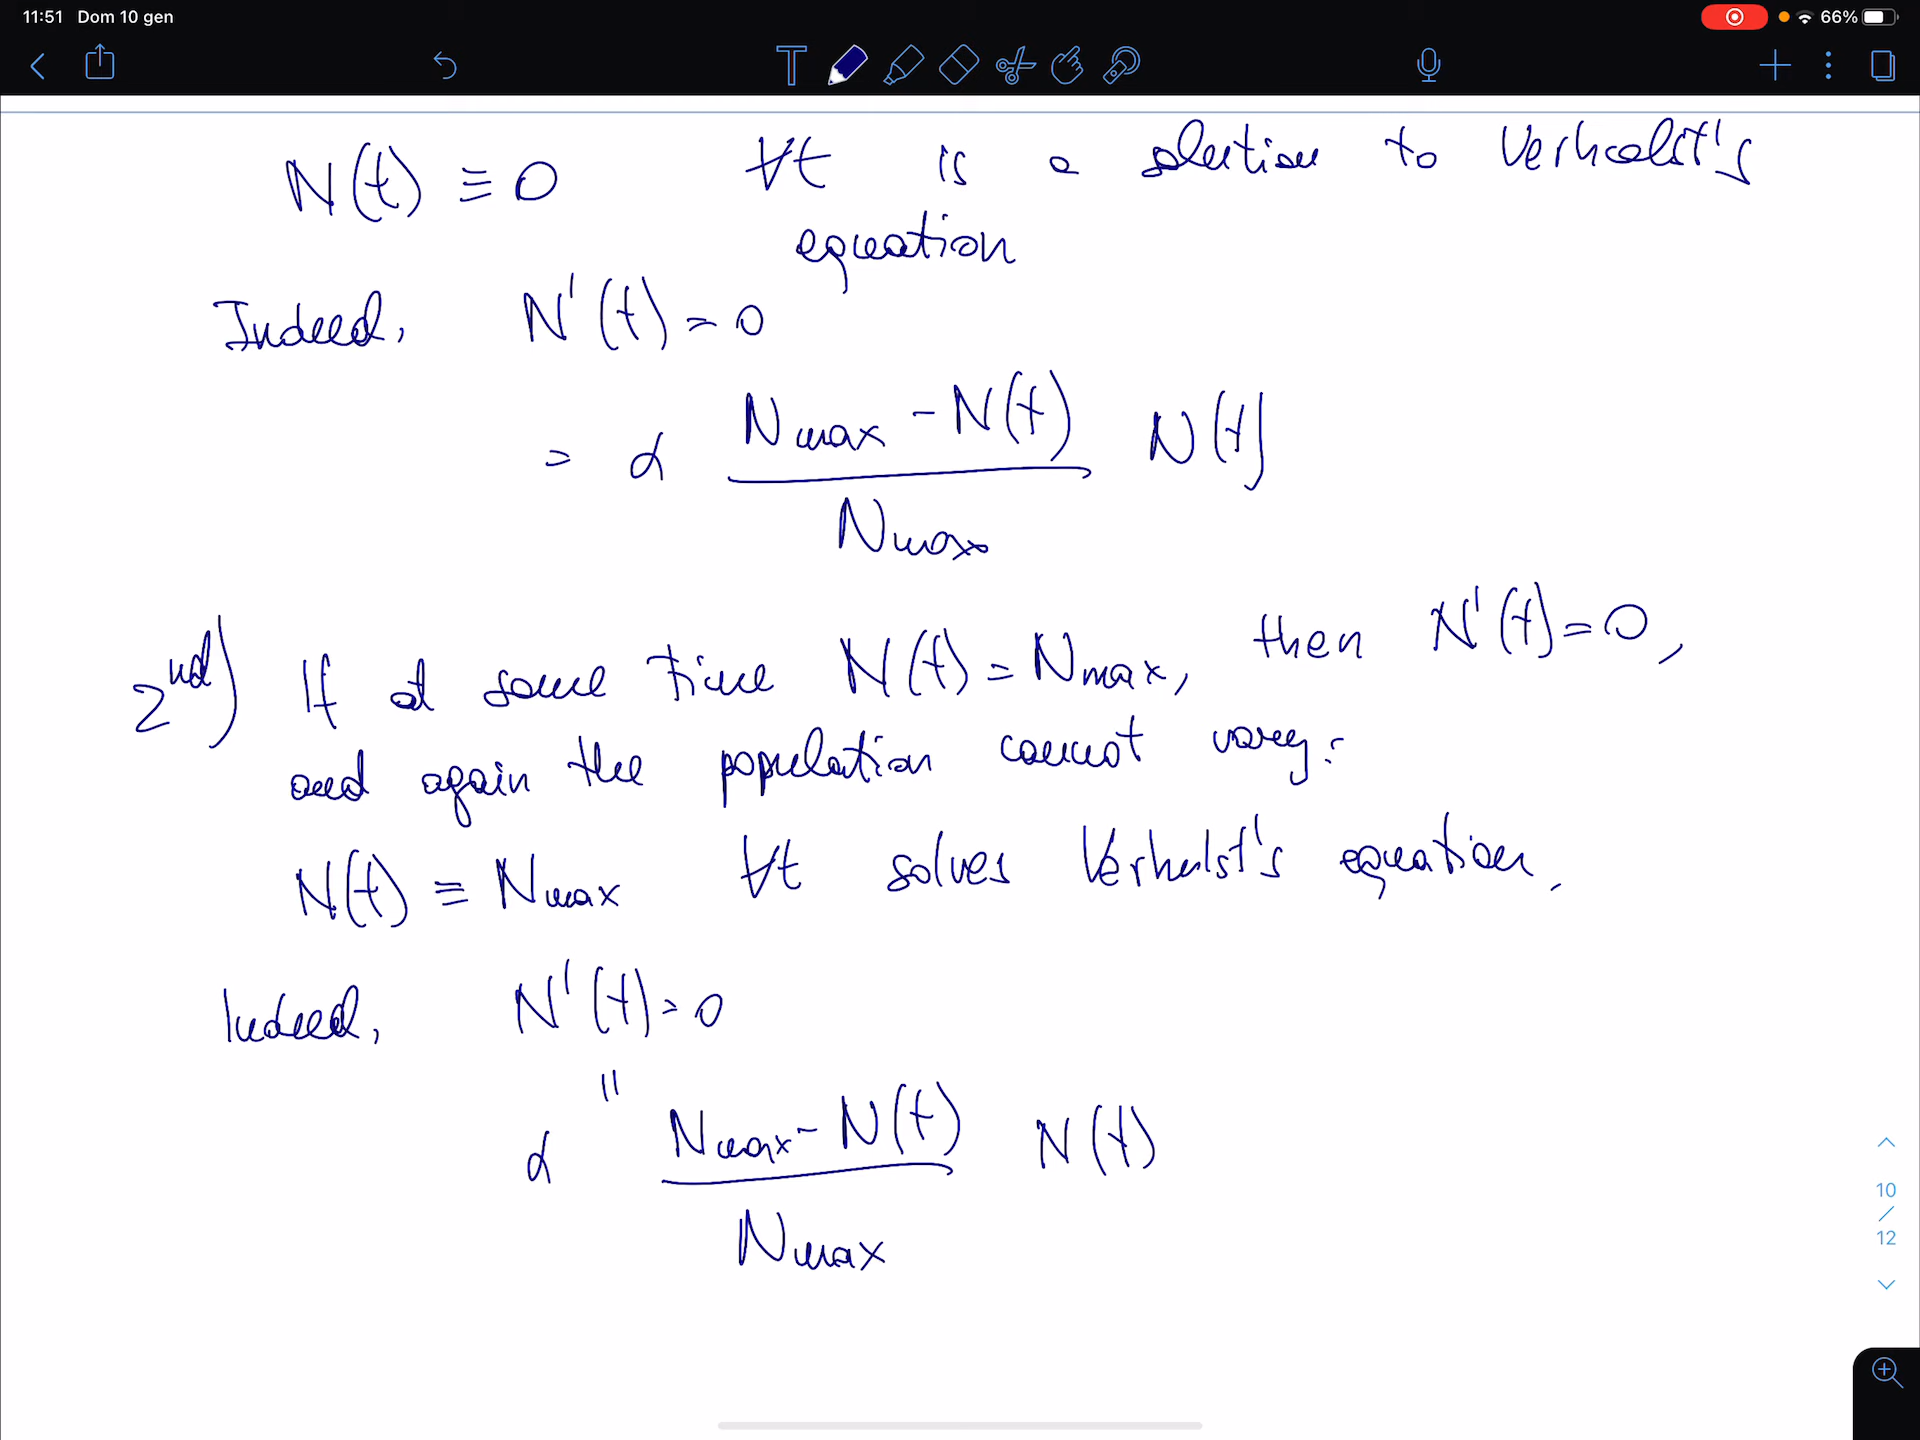 11:51 Dom 10 gen
66%
T
N(t) ≡ 0 ∀t is a solution to Verhulst's
equation
Indeed, N'(t) = 0
= α (Nmax - N(t)) / Nmax N(t)
2nd) If at some time N(t) = Nmax, then N'(t) = 0,
and again the population cannot vary:
N(t) ≡ Nmax ∀t solves Verhulst's equation.
Indeed, N'(t) = 0
"
α (Nmax - N(t)) / Nmax N(t)
10
/
12